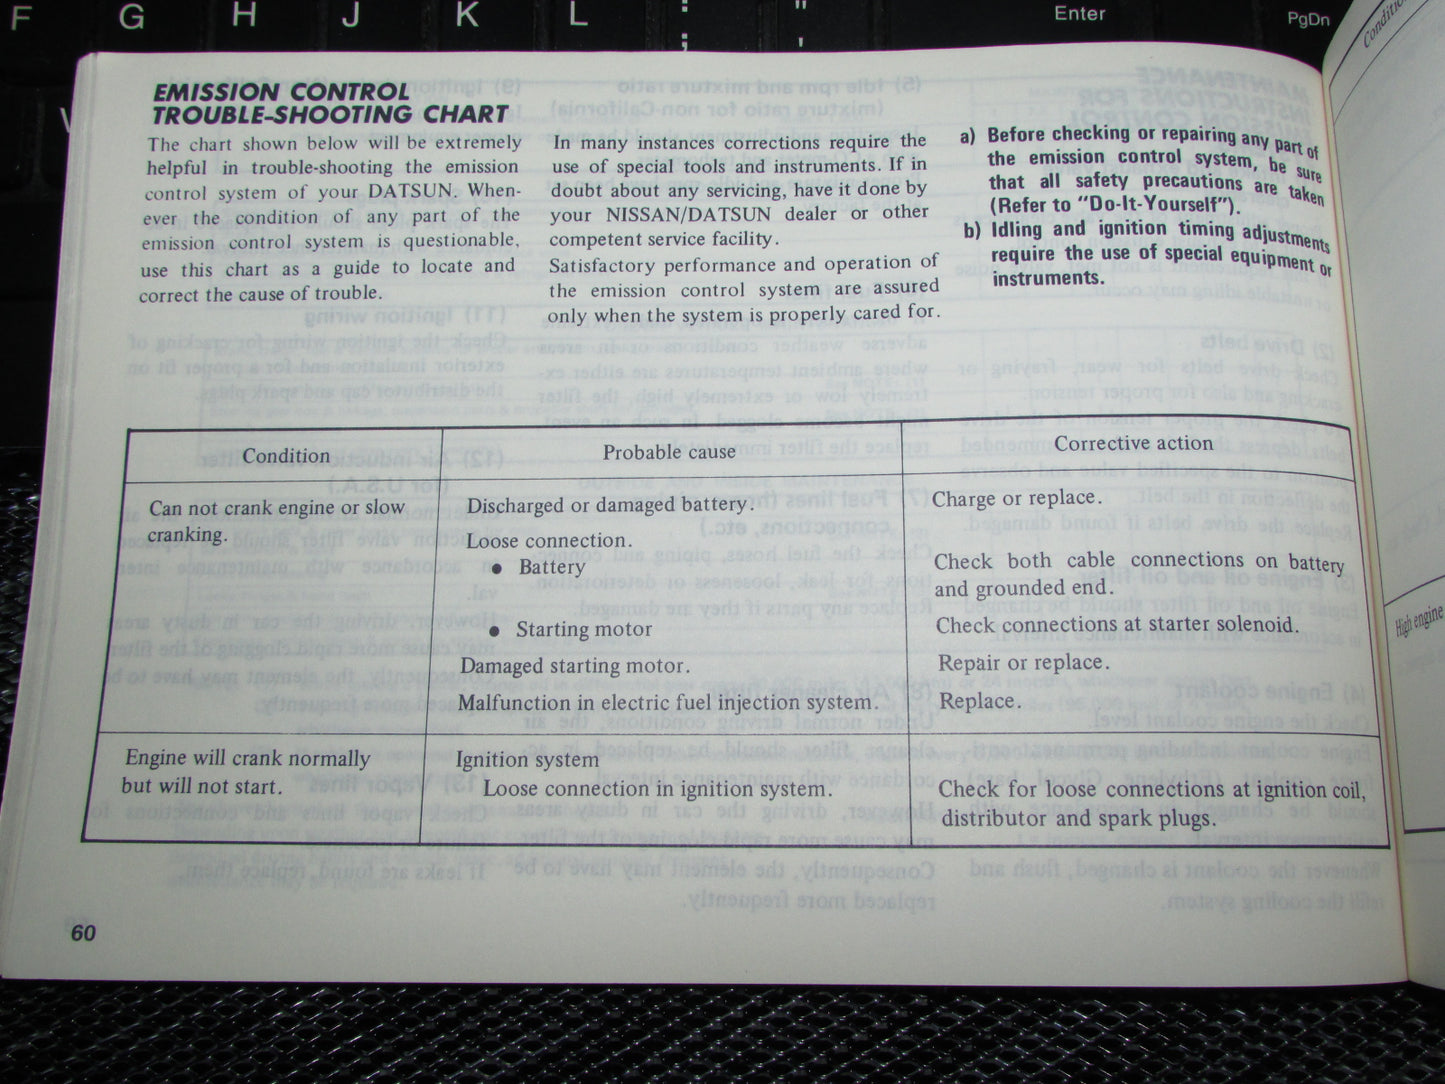 F G H J K L : ; " ' Enter PgDn
EMISSION CONTROL
TROUBLE-SHOOTING CHART
The chart shown below will be extremely
helpful in trouble-shooting the emission
control system of your DATSUN. When-
ever the condition of any part of the
emission control system is questionable,
use this chart as a guide to locate and
correct the cause of trouble.
In many instances corrections require the
use of special tools and instruments. If in
doubt about any servicing, have it done by
your NISSAN/DATSUN dealer or other
competent service facility.
Satisfactory performance and operation of
the emission control system are assured
only when the system is properly cared for.
a) Before checking or repairing any part of
the emission control system, be sure
that all safety precautions are taken
(Refer to "Do-It-Yourself").
b) Idling and ignition timing adjustments
require the use of special equipment or
instruments.
Condition
Probable cause
Corrective action
Can not crank engine or slow
cranking.
Discharged or damaged battery.
Charge or replace.
Loose connection.
● Battery
Check both cable connections on battery
and grounded end.
● Starting motor
Check connections at starter solenoid.
Damaged starting motor.
Repair or replace.
Malfunction in electric fuel injection system.
Replace.
Engine will crank normally
but will not start.
Ignition system
Loose connection in ignition system.
Check for loose connections at ignition coil,
distributor and spark plugs.
60
High engine